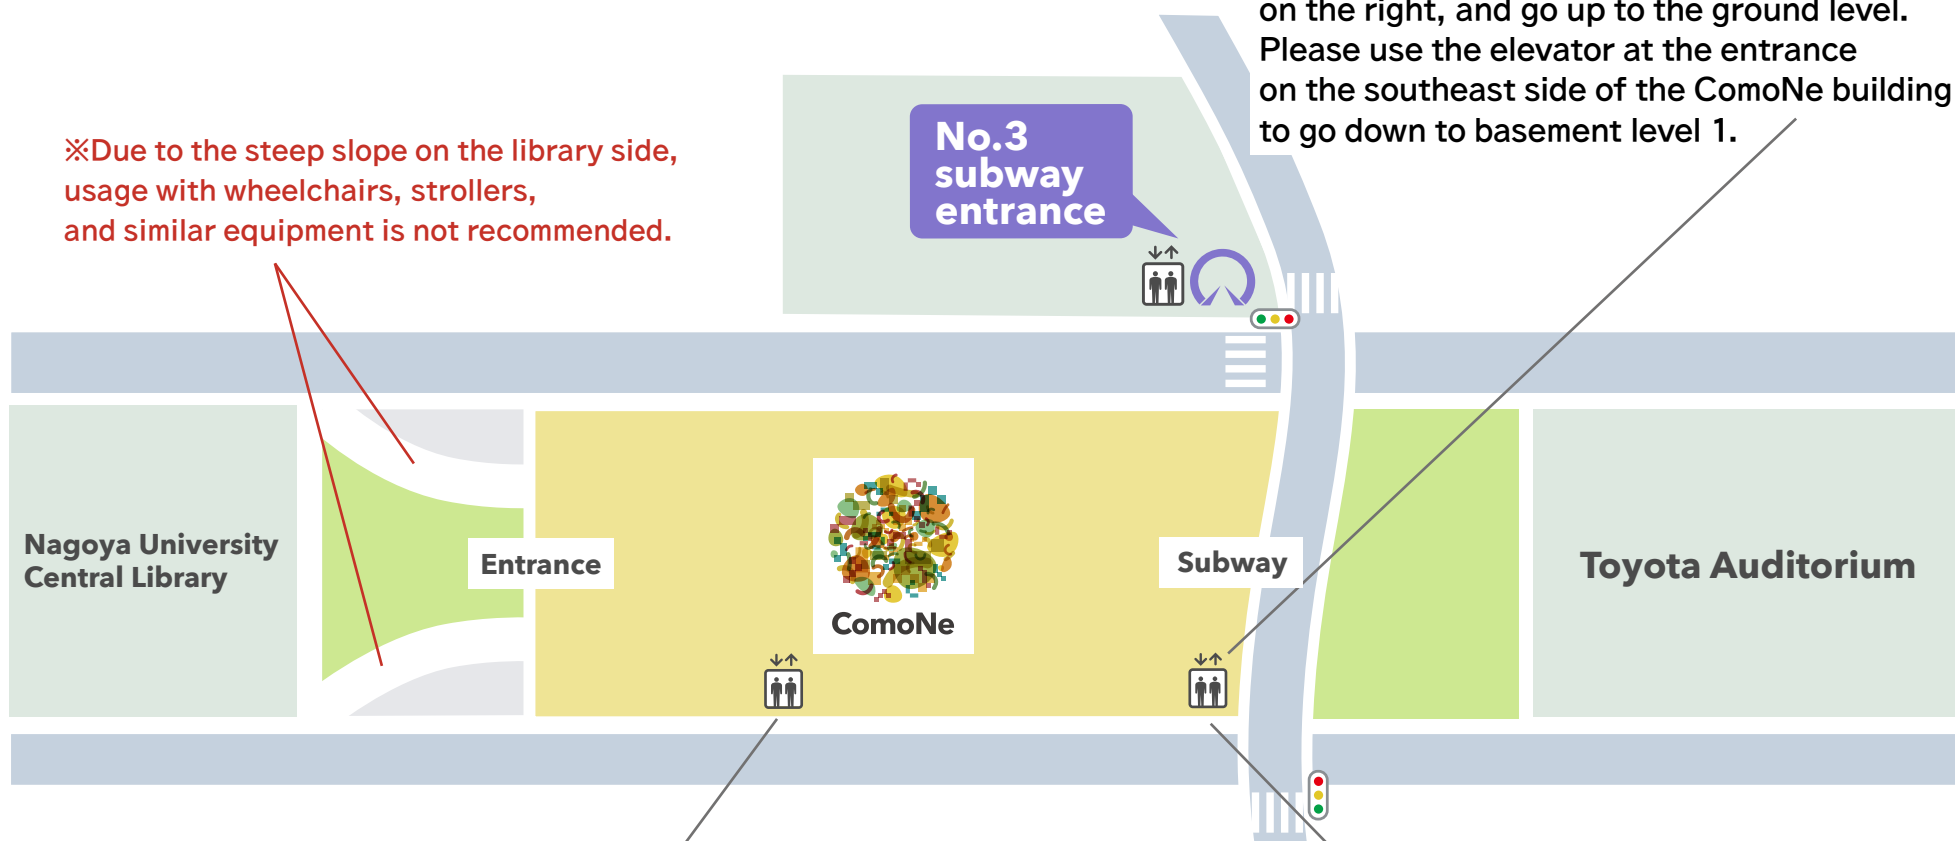 on the right, and go up to the ground level.
Please use the elevator at the entrance
on the southeast side of the ComoNe building
to go down to basement level 1.
No.3
subway
entrance
※Due to the steep slope on the library side,
usage with wheelchairs, strollers,
and similar equipment is not recommended.
Nagoya University
Central Library
Entrance
ComoNe
Subway
Toyota Auditorium